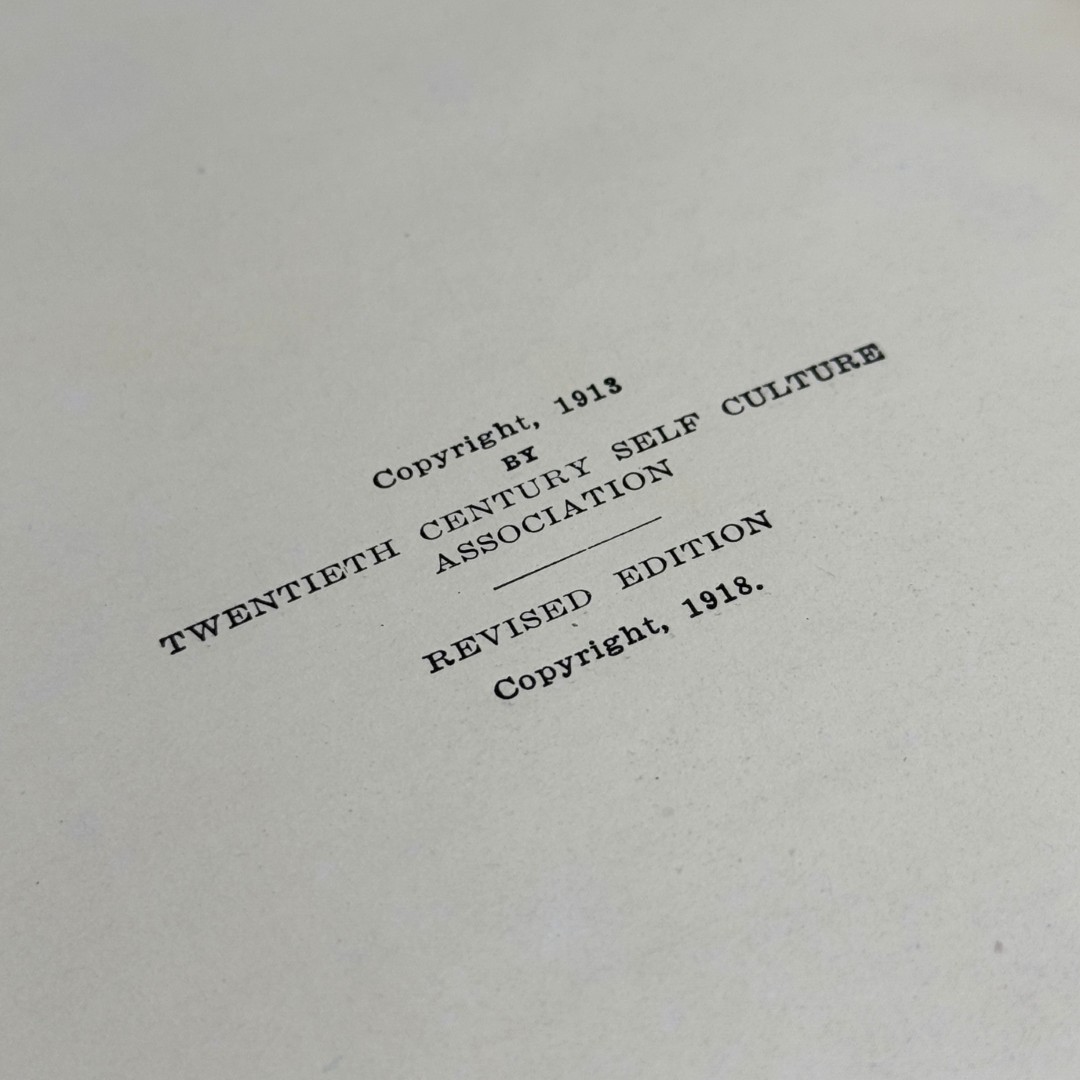 Copyright, 1913
BY
TWENTIETH CENTURY SELF CULTURE
ASSOCIATION
REVISED EDITION
Copyright, 1918.